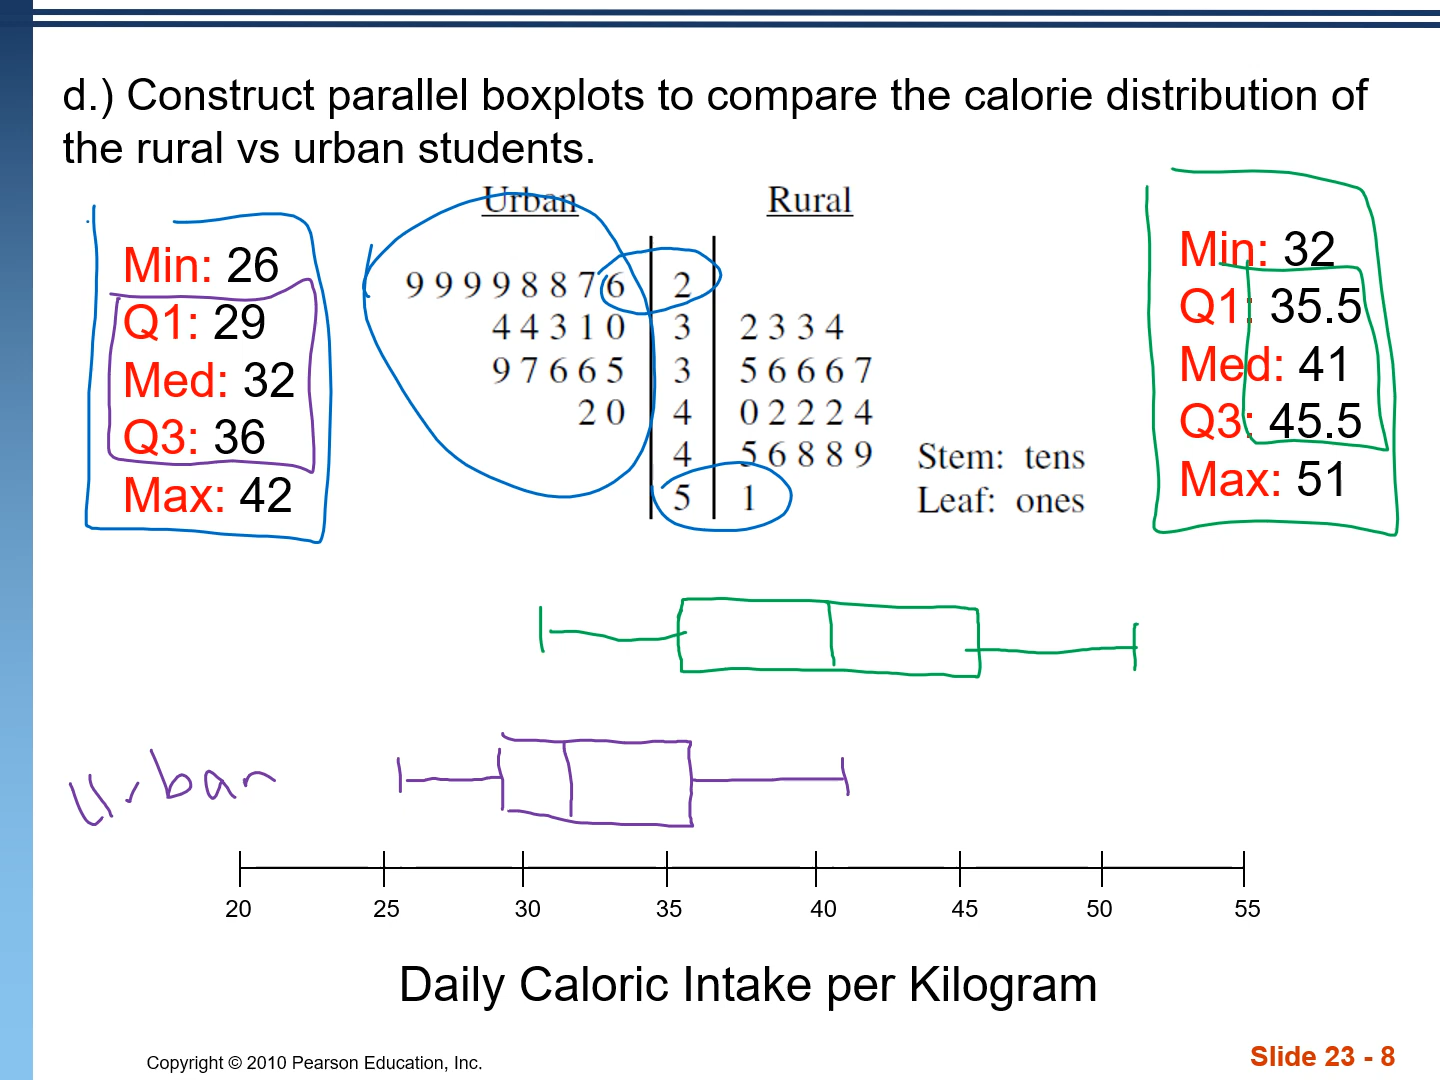 d.) Construct parallel boxplots to compare the calorie distribution of
the rural vs urban students.
Urban Rural
Min: 26
Q1: 29
Med: 32
Q3: 36
Max: 42
9 9 9 9 8 8 7 6 2
4 4 3 1 0 3 2 3 3 4
9 7 6 6 5 3 5 6 6 6 7
2 0 4 0 2 2 2 4
4 5 6 8 8 9
5 1
Stem: tens
Leaf: ones
Min: 32
Q1: 35.5
Med: 41
Q3: 45.5
Max: 51
Urban
20 25 30 35 40 45 50 55
Daily Caloric Intake per Kilogram
Copyright © 2010 Pearson Education, Inc.
Slide 23 - 8